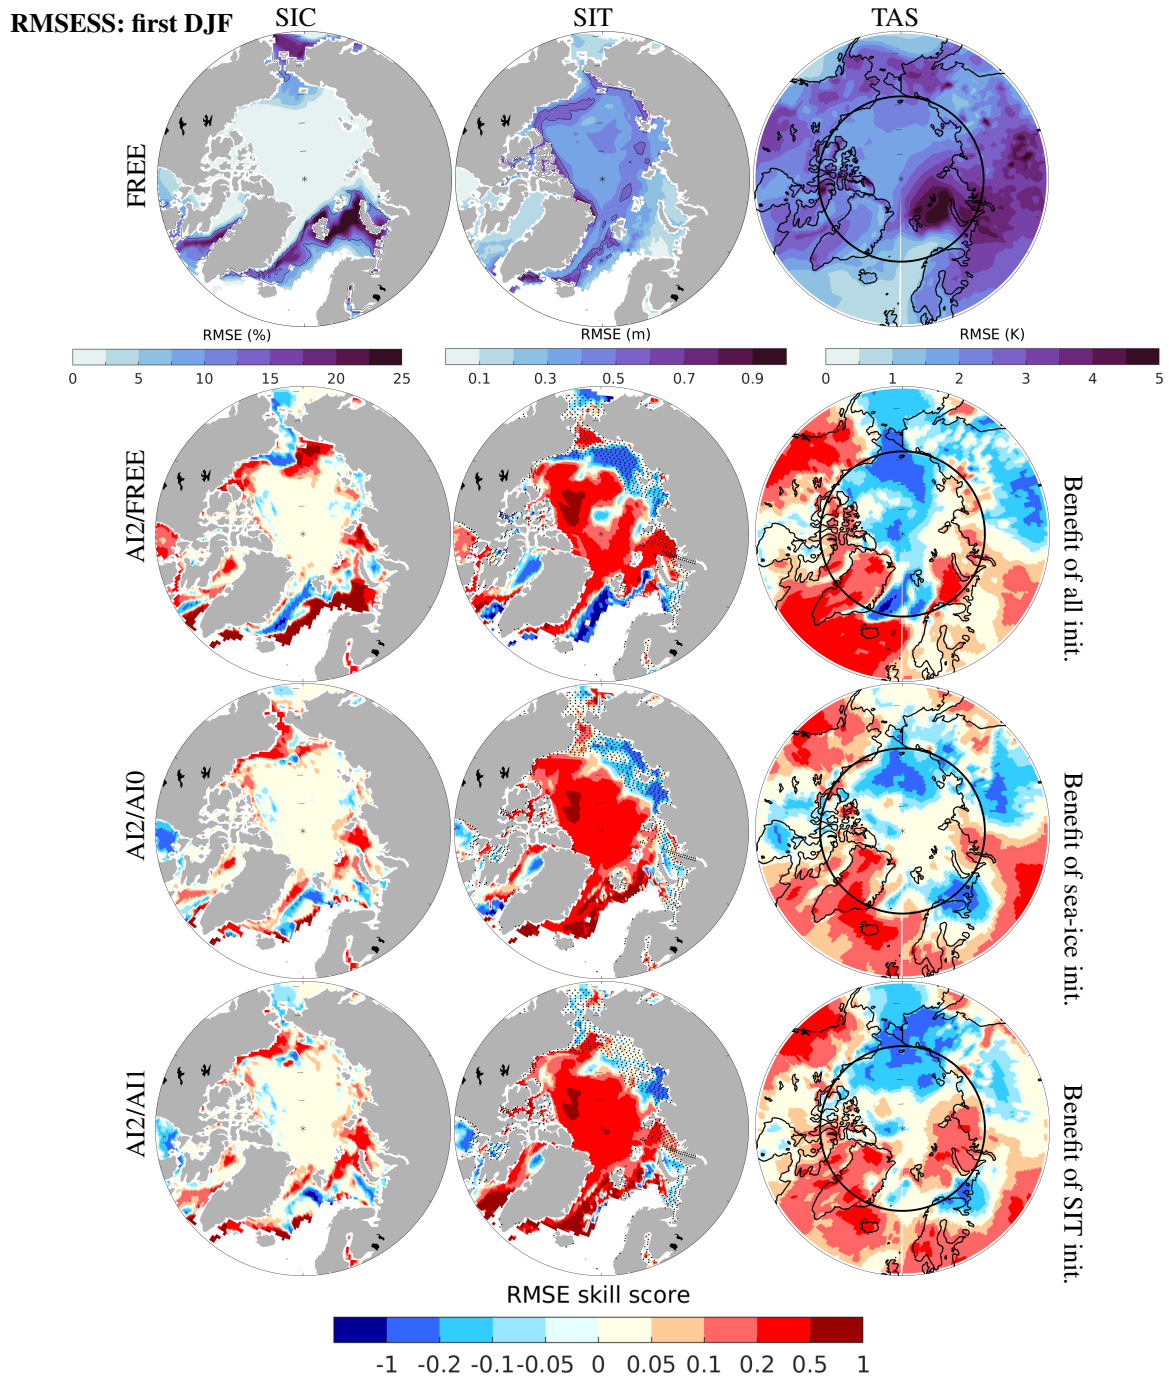 RMSESS: first DJF
SIC
SIT
TAS
FREE
RMSE (%)
0 5 10 15 20 25
RMSE (m)
0.1 0.3 0.5 0.7 0.9
RMSE (K)
0 1 2 3 4 5
AI2/FREE
Benefit of all init.
AI2/AI0
Benefit of sea-ice init.
AI2/AI1
Benefit of SIT init.
RMSE skill score
-1 -0.2 -0.1 -0.05 0 0.05 0.1 0.2 0.5 1